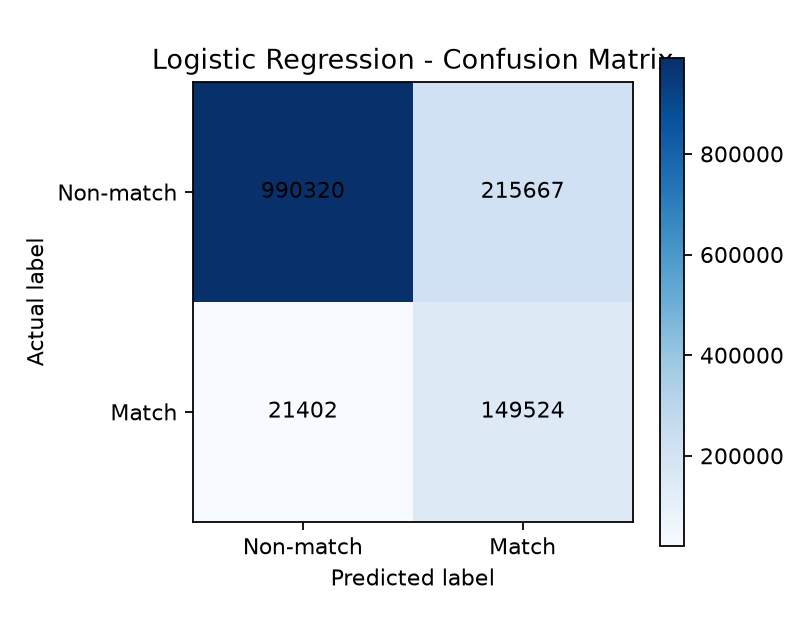 Logistic Regression - Confusion Matrix
Non-match
990320
215667
Match
21402
149524
Non-match
Match
Predicted label
Actual label
800000
600000
400000
200000